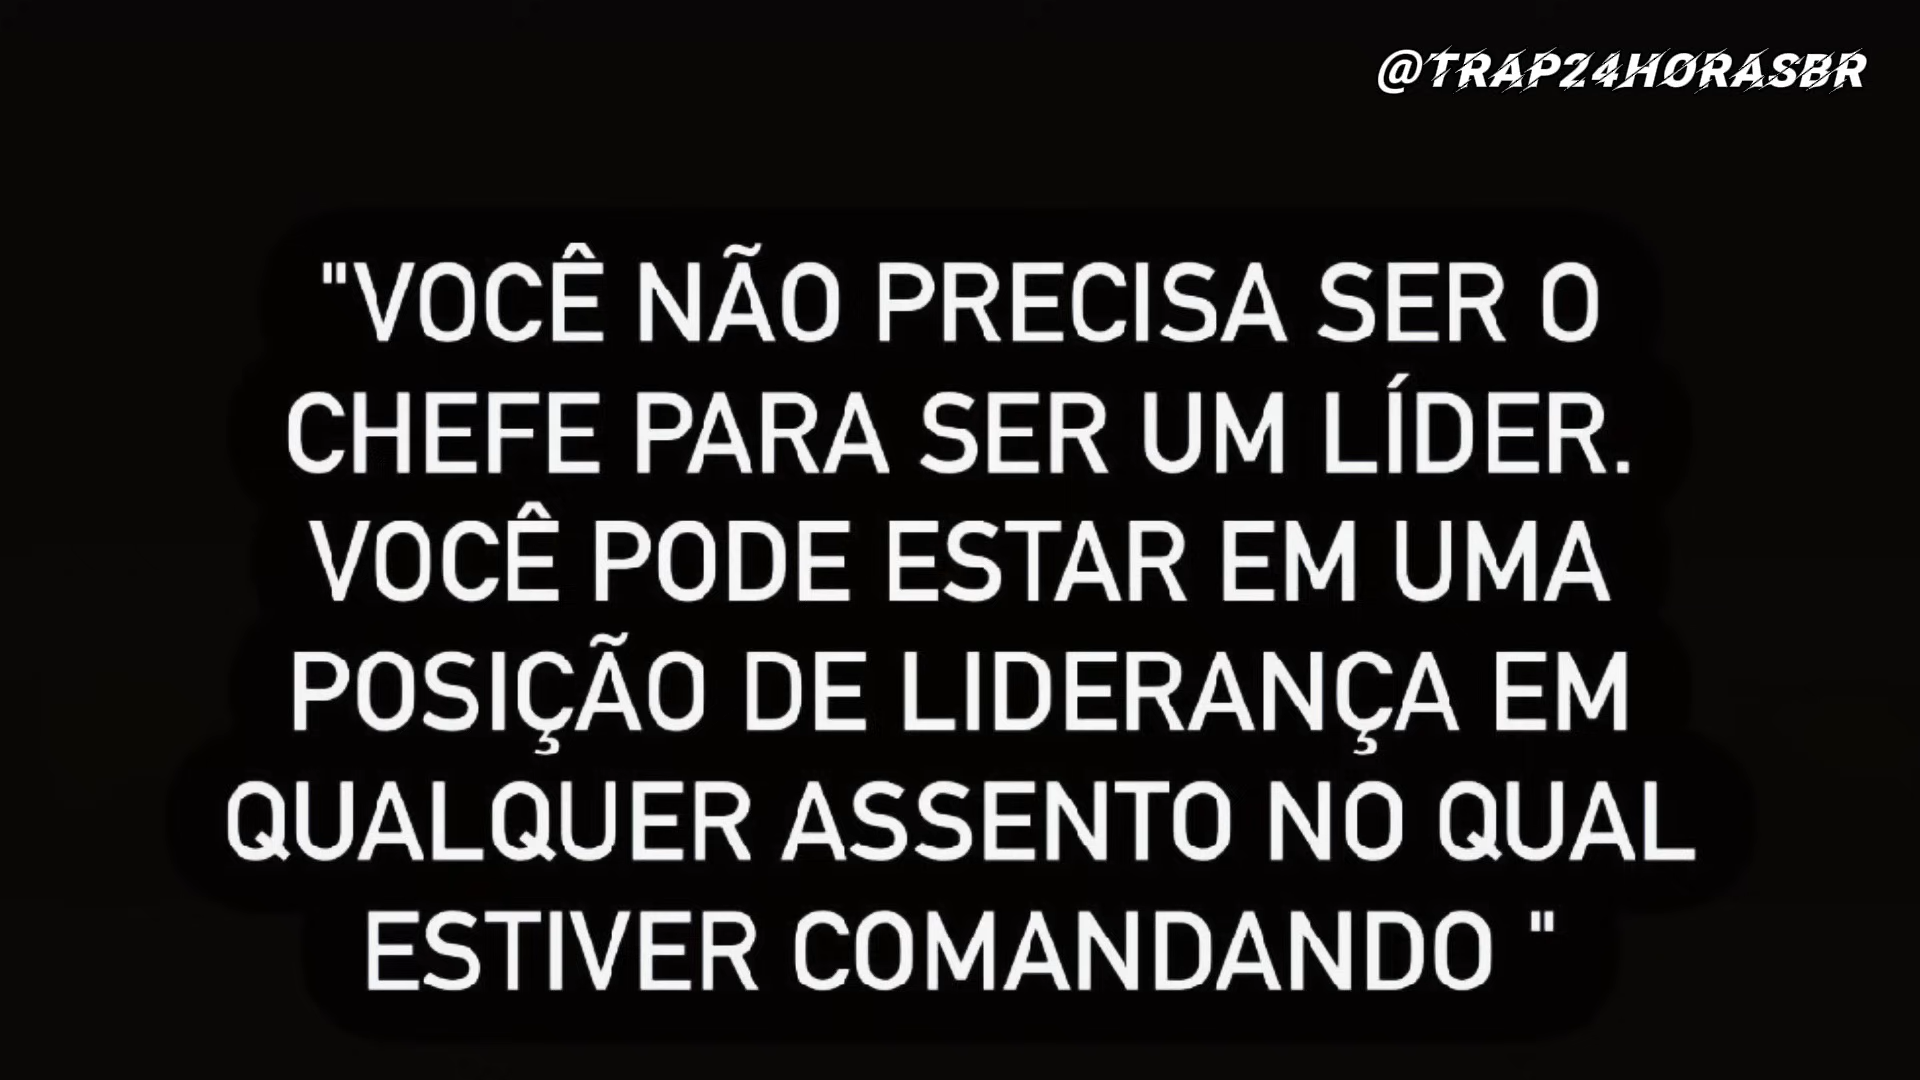 @TRAP24HORASBR
"VOCÊ NÃO PRECISA SER O
CHEFE PARA SER UM LÍDER.
VOCÊ PODE ESTAR EM UMA
POSIÇÃO DE LIDERANÇA EM
QUALQUER ASSENTO NO QUAL
ESTIVER COMANDANDO "